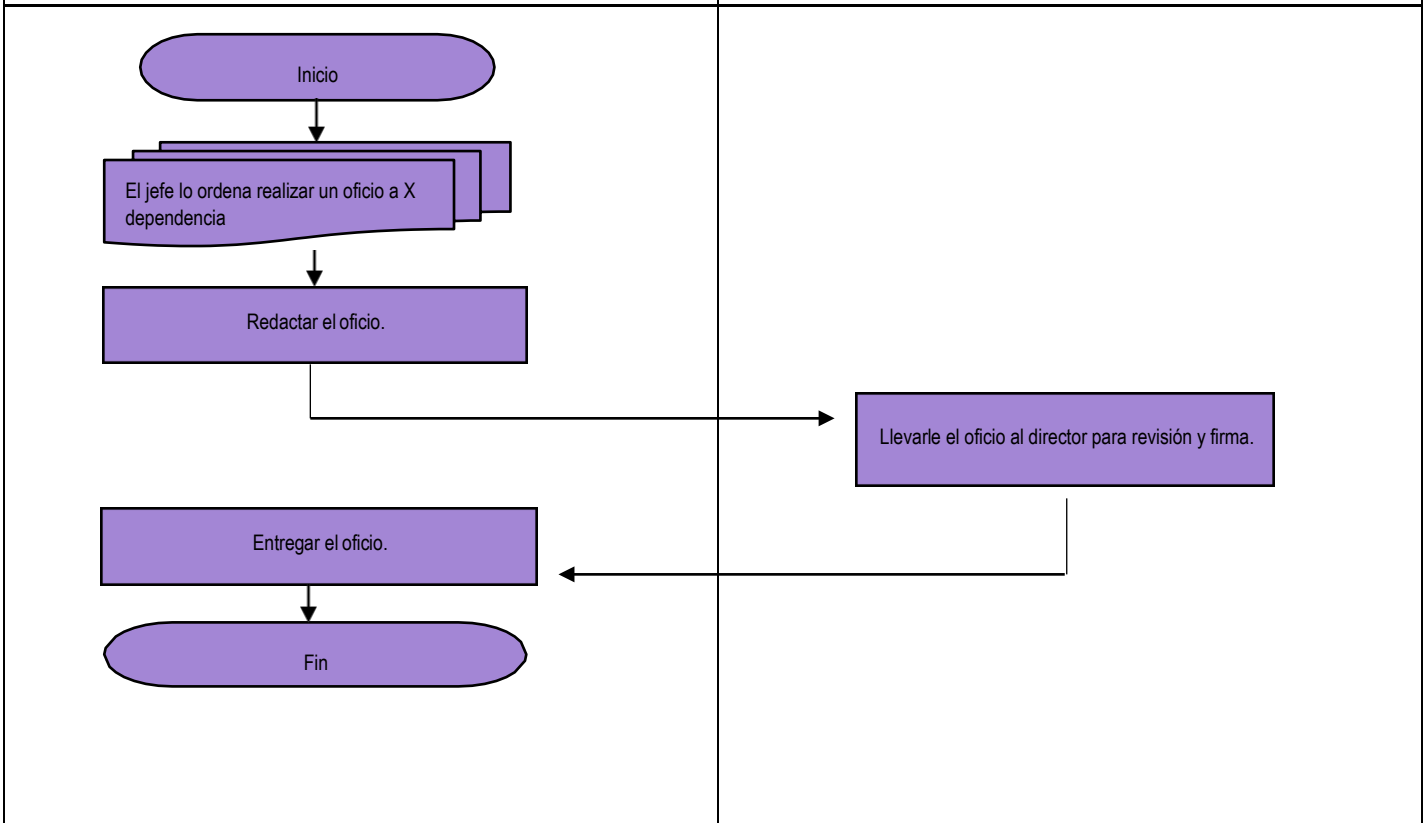 Inicio
El jefe lo ordena realizar un oficio a X
dependencia
Redactar el oficio.
Llevarle el oficio al director para revisión y firma.
Entregar el oficio.
Fin